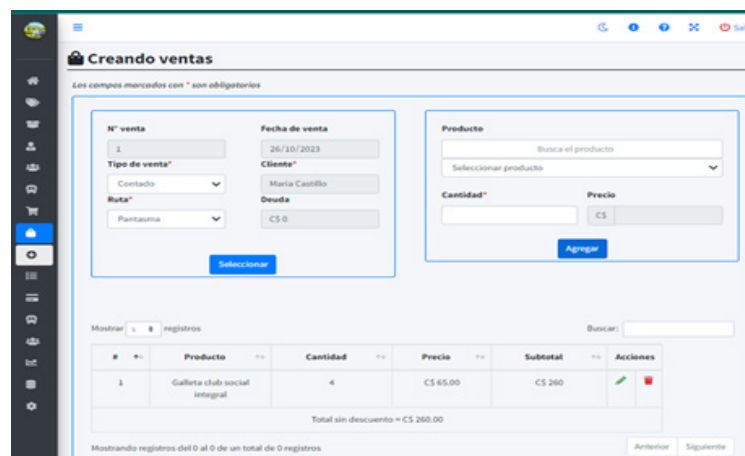 Sal
Creando ventas
Los campos marcados con * son obligatorios
N° venta
Fecha de venta
1
26/10/2023
Tipo de venta*
Cliente*
Contado
Maria Castillo
Ruta*
Deuda
Pantasma
C$ 0
Seleccionar
Producto
Busca el producto
Seleccionar producto
Cantidad*
Precio
C$
Agregar
Mostrar
registros
Buscar:
# Producto Cantidad Precio Subtotal Acciones
1 Galleta club social integral 4 C$ 65.00 C$ 260
Total sin descuento = C$ 260.00
Mostrando registros del 0 al 0 de un total de 0 registros
Anterior Siguiente